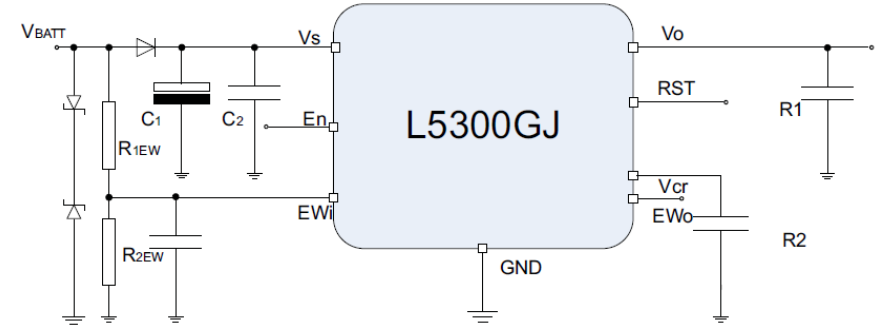 VBATT
Vs
Vo
RST
C1
C2
En
L5300GJ
R1
R1EW
Vcr
EWi
EWo
R2EW
GND
R2